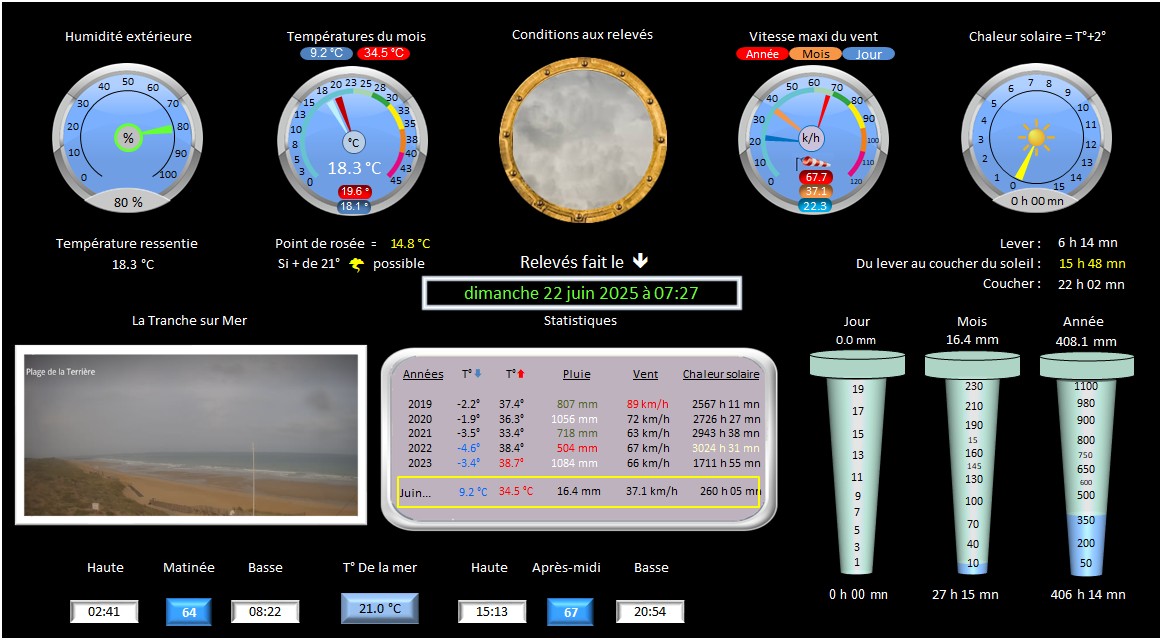 Humidité extérieure
Températures du mois
Conditions aux relevés
Vitesse maxi du vent
Chaleur solaire = T°+2°
9.2 °C 34.5 °C
Année Mois Jour
0 10 20 30 40 50 60 70 80 90 100
%
80 %
0 3 5 8 10 13 15 18 20 23 25 28 30 33 35 38 40 43 45
°C
18.3 °C
19.6 °
18.1 °
0 10 20 30 40 50 60 70 80 90 100 110 120
k/h
67.7
37.1
22.3
0 1 2 3 4 5 6 7 8 9 10 11 12 13 14 15
0 h 00 mn
Température ressentie
18.3 °C
Point de rosée = 14.8 °C
Si + de 21° possible
Relevés fait le
dimanche 22 juin 2025 à 07:27
Lever : 6 h 14 mn
Du lever au coucher du soleil : 15 h 48 mn
Coucher : 22 h 02 mn
La Tranche sur Mer
Plage de la Terrière
Statistiques
Années T° T° Pluie Vent Chaleur solaire
2019 -2.2° 37.4° 807 mm 89 km/h 2567 h 11 mn
2020 -1.9° 36.3° 1056 mm 72 km/h 2726 h 27 mn
2021 -3.5° 33.4° 718 mm 63 km/h 2943 h 38 mn
2022 -4.6° 38.4° 504 mm 67 km/h 3024 h 31 mn
2023 -3.4° 38.7° 1084 mm 66 km/h 1711 h 55 mn
Juin... 9.2 °C 34.5 °C 16.4 mm 37.1 km/h 260 h 05 mn
Jour
0.0 mm
19
17
15
13
11
9
7
5
3
1
0 h 00 mn
Mois
16.4 mm
230
210
190
15
160
145
130
100
70
40
10
27 h 15 mn
Année
408.1 mm
1100
980
900
800
750
650
600
500
350
200
50
406 h 14 mn
Haute Matinée Basse T° De la mer Haute Après-midi Basse
02:41 64 08:22 21.0 °C 15:13 67 20:54